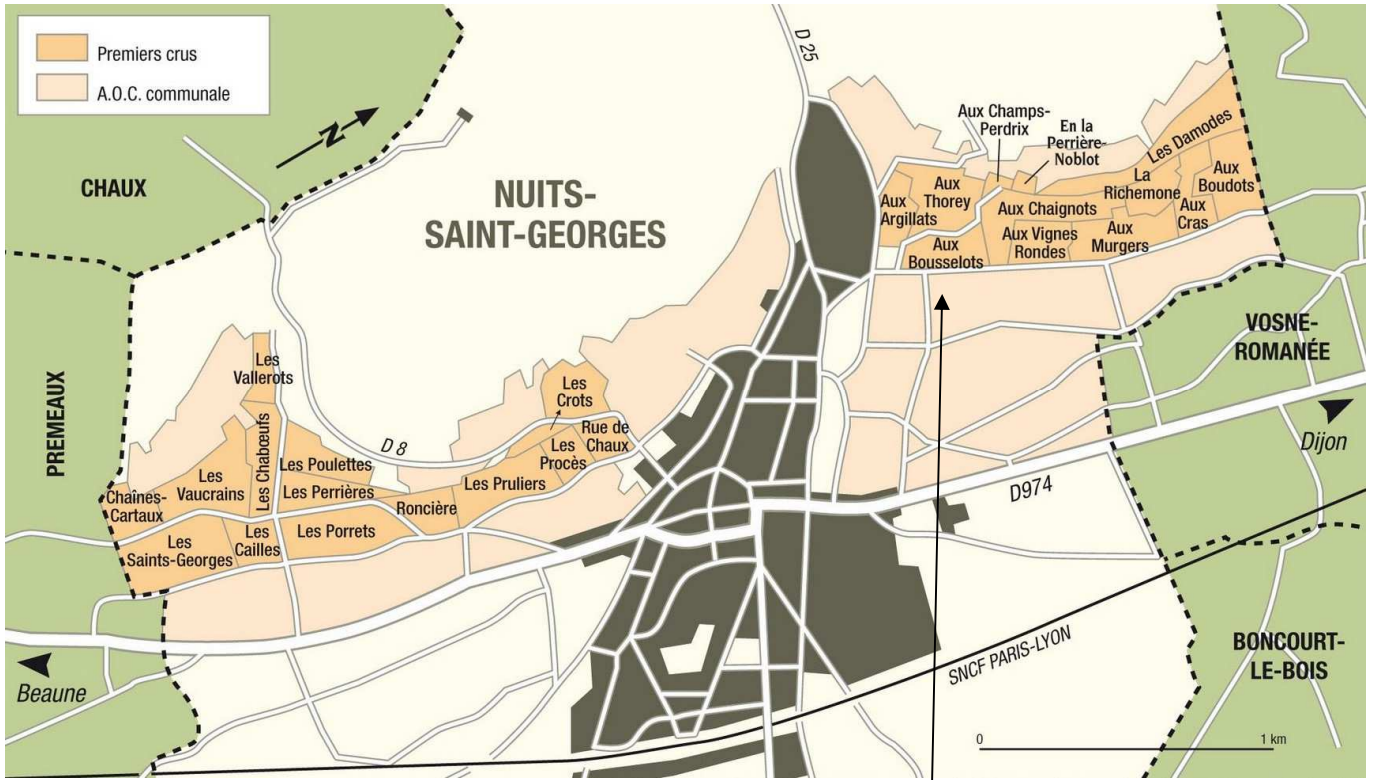 Premiers crus
A.O.C. communale
N
D 25
CHAUX
NUITS-
SAINT-GEORGES
PREMEAUX
Aux Champs-
Perdrix
En la
Perrière-
Noblot
Les Damodes
La
Richemone
Aux
Boudots
Aux
Thorey
Aux
Argillats
Aux Chaignots
Aux
Cras
Aux
Bousselots
Aux Vignes
Rondes
Aux
Murgers
VOSNE-
ROMANÉE
Dijon
Les
Vallerots
Les
Crots
Rue de
Chaux
D 8
Les Chabœufs
Les Poulettes
Les
Procès
Les
Vaucrains
Les Perrières
Les Pruliers
Chaînes-
Cartaux
Roncière
D974
Les
Saints-Georges
Les
Cailles
Les Porrets
Beaune
SNCF PARIS-LYON
BONCOURT-
LE-BOIS
0
1 km